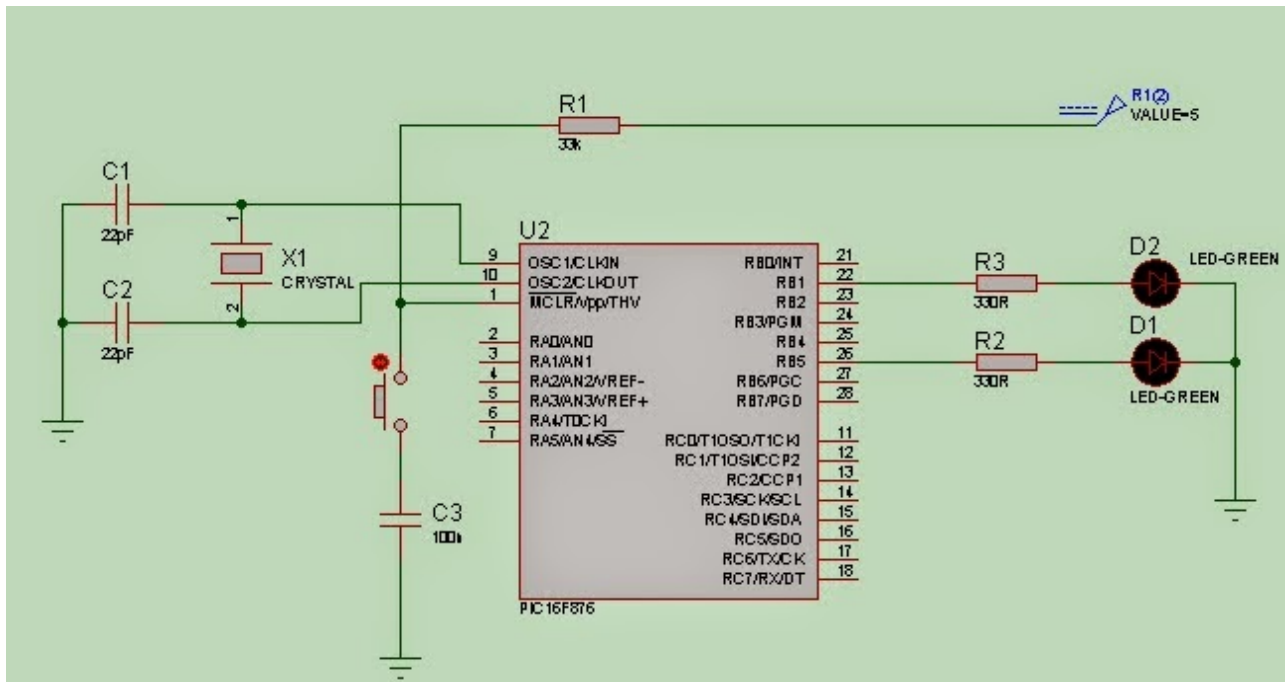 R1
33k
R1(2)
VALUE=5
C1
22pF
1
X1
CRYSTAL
2
C2
22pF
U2
9 OSC1/CLKIN
10 OSC2/CLKOUT
1 MCLR/Vpp/THV
2 RA0/AN0
3 RA1/AN1
4 RA2/AN2/VREF-
5 RA3/AN3/VREF+
6 RA4/T0CKI
7 RA5/AN4/SS
RB0/INT 21
RB1 22
RB2 23
RB3/PGM 24
RB4 25
RB5 26
RB6/PGC 27
RB7/PGD 28
RC0/T1OSO/T1CKI 11
RC1/T1OSI/CCP2 12
RC2/CCP1 13
RC3/SCK/SCL 14
RC4/SDI/SDA 15
RC5/SDO 16
RC6/TX/CK 17
RC7/RX/DT 18
PIC16F876
R3
330R
D2
LED-GREEN
R2
330R
D1
LED-GREEN
C3
100n